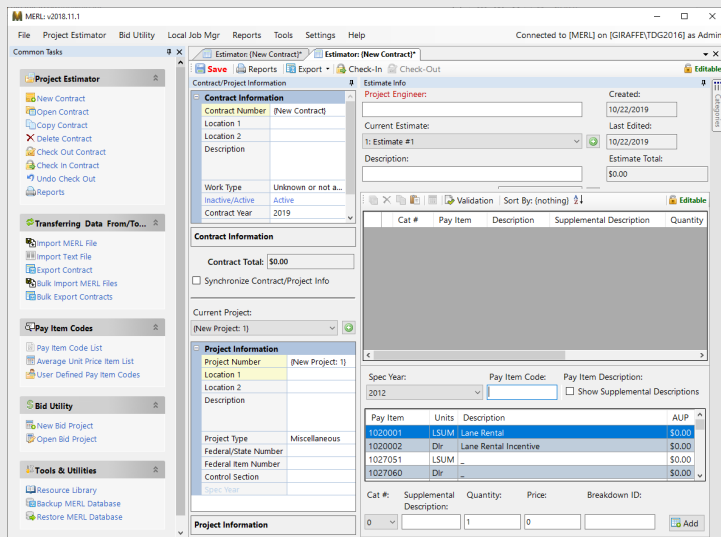 MERL: v2018.11.1
File Project Estimator Bid Utility Local Job Mgr Reports Tools Settings Help Connected to [MERL] on [GIRAFFE\TDG2016] as Admin
Common Tasks
Project Estimator
New Contract
Open Contract
Copy Contract
Delete Contract
Check Out Contract
Check In Contract
Undo Check Out
Reports
Transferring Data From/To...
Import MERL File
Import Text File
Export Contract
Bulk Import MERL Files
Bulk Export Contracts
Pay Item Codes
Pay Item Code List
Average Unit Price Item List
User Defined Pay Item Codes
Bid Utility
New Bid Project
Open Bid Project
Tools & Utilities
Resource Library
Backup MERL Database
Restore MERL Database
Estimator: {New Contract}* Estimator: {New Contract}*
Save Reports Export Check-In Check-Out Editable
Contract/Project Information
Contract Information
Contract Number {New Contract}
Location 1
Location 2
Description
Work Type Unknown or not a...
Inactive/Active Active
Contract Year 2019
Contract Information
Contract Total: $0.00
Synchronize Contract/Project Info
Current Project:
{New Project: 1}
Project Information
Project Number {New Project: 1}
Location 1
Location 2
Description
Project Type Miscellaneous
Federal/State Number
Federal Item Number
Control Section
Spec Year
Project Information
Estimate Info
Project Engineer: Created:
10/22/2019
Current Estimate: Last Edited:
1: Estimate #1 10/22/2019
Description: Estimate Total:
$0.00
Categories
Validation Sort By: (nothing) Editable
Cat # Pay Item Description Supplemental Description Quantity
Spec Year: Pay Item Code: Pay Item Description:
2012 Show Supplemental Descriptions
Pay Item Units Description AUP
1020001 LSUM Lane Rental $0.00
1020002 Dlr Lane Rental Incentive $0.00
1027051 LSUM _ $0.00
1027060 Dlr _ $0.00
Cat #: Supplemental Description: Quantity: Price: Breakdown ID:
0 1 0 Add